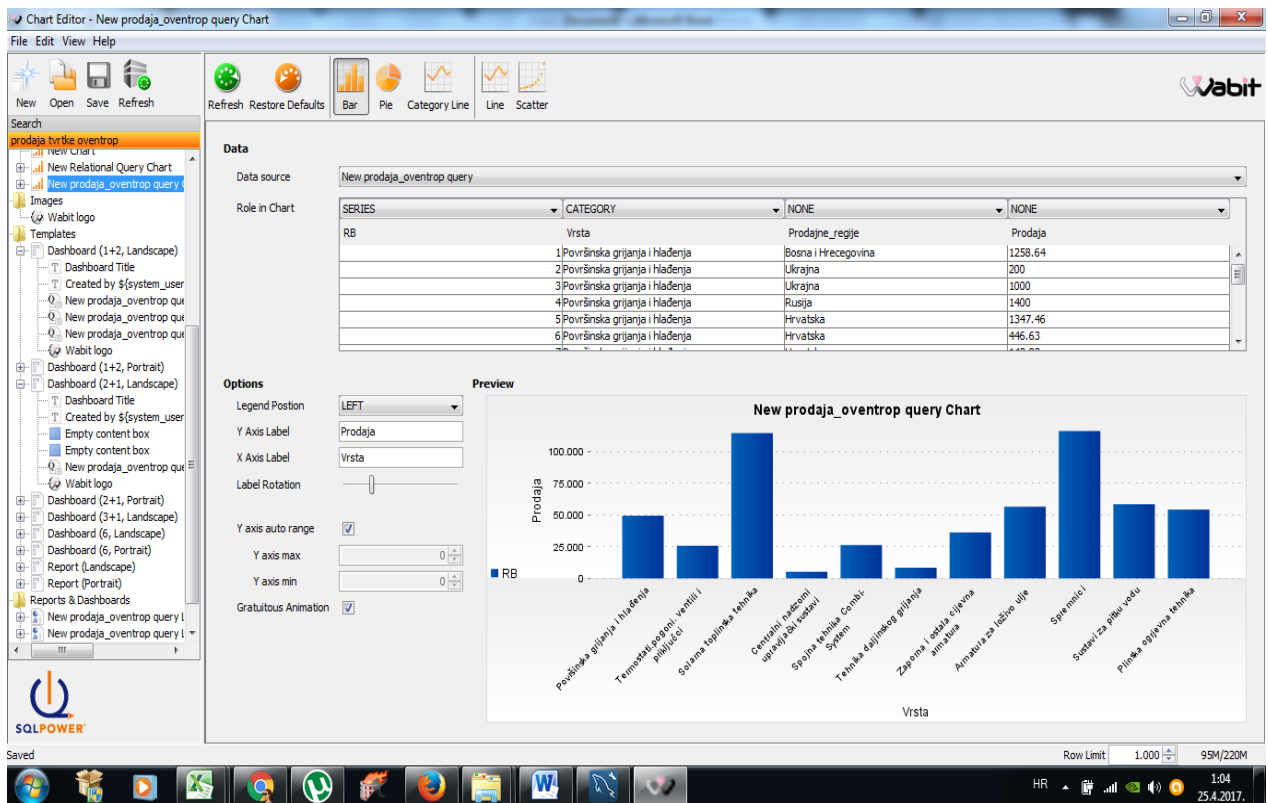 Chart Editor - New prodaja_oventrop query Chart
File Edit View Help
New Open Save Refresh
Refresh Restore Defaults Bar Pie Category Line Line Scatter
Wabit
Search
prodaja tvrtke oventrop
New Chart
New Relational Query Chart
New prodaja_oventrop query
Images
Wabit logo
Templates
Dashboard (1+2, Landscape)
Dashboard Title
Created by ${system_user
New prodaja_oventrop que
New prodaja_oventrop que
New prodaja_oventrop que
Wabit logo
Dashboard (1+2, Portrait)
Dashboard (2+1, Landscape)
Dashboard Title
Created by ${system_user
Empty content box
Empty content box
New prodaja_oventrop que
Wabit logo
Dashboard (2+1, Portrait)
Dashboard (3+1, Landscape)
Dashboard (6, Landscape)
Dashboard (6, Portrait)
Report (Landscape)
Report (Portrait)
Reports & Dashboards
New prodaja_oventrop query L
New prodaja_oventrop query L
SQLPOWER
Data
Data source New prodaja_oventrop query
Role in Chart SERIES CATEGORY NONE NONE
RB Vrsta Prodajne_regije Prodaja
1 Površinska grijanja i hlađenja Bosna i Hrecegovina 1258.64
2 Površinska grijanja i hlađenja Ukrajna 200
3 Površinska grijanja i hlađenja Ukrajna 1000
4 Površinska grijanja i hlađenja Rusija 1400
5 Površinska grijanja i hlađenja Hrvatska 1347.46
6 Površinska grijanja i hlađenja Hrvatska 446.63
Options
Legend Postion LEFT
Y Axis Label Prodaja
X Axis Label Vrsta
Label Rotation
Y axis auto range
Y axis max 0
Y axis min 0
Gratuitous Animation
Preview
New prodaja_oventrop query Chart
Prodaja
100.000
75.000
50.000
25.000
0
RB
Površinska grijanja i hlađenja
Termostati,pogoni. ventili i
priključci
Solarna toplinska tehnika
Centralni nadzorni
upravljački sustavi
Spojna tehnika Combi-
System
Tehnika daljinskog grijanja
Zaporna i ostala cijevna
armatura
Armatura za loživo ulje
Spremnici
Sustavi za pitku vodu
Plinska ogrjevna tehnika
Vrsta
Saved
Row Limit 1.000 95M/220M
HR
1:04
25.4.2017.